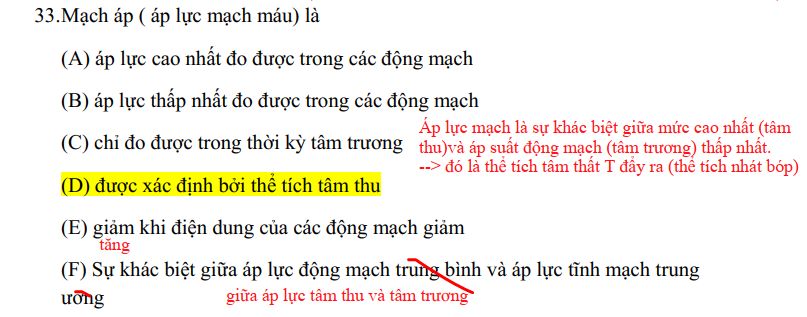 33.Mạch áp ( áp lực mạch máu) là
(A) áp lực cao nhất đo được trong các động mạch
(B) áp lực thấp nhất đo được trong các động mạch
(C) chỉ đo được trong thời kỳ tâm trương
Áp lực mạch là sự khác biệt giữa mức cao nhất (tâm
thu)và áp suất động mạch (tâm trương) thấp nhất.
--> đó là thể tích tâm thất T đẩy ra (thể tích nhát bóp)
(D) được xác định bởi thể tích tâm thu
(E) giảm khi điện dung của các động mạch giảm
tăng
(F) Sự khác biệt giữa áp lực động mạch trung bình và áp lực tĩnh mạch trung
ương
giữa áp lực tâm thu và tâm trương